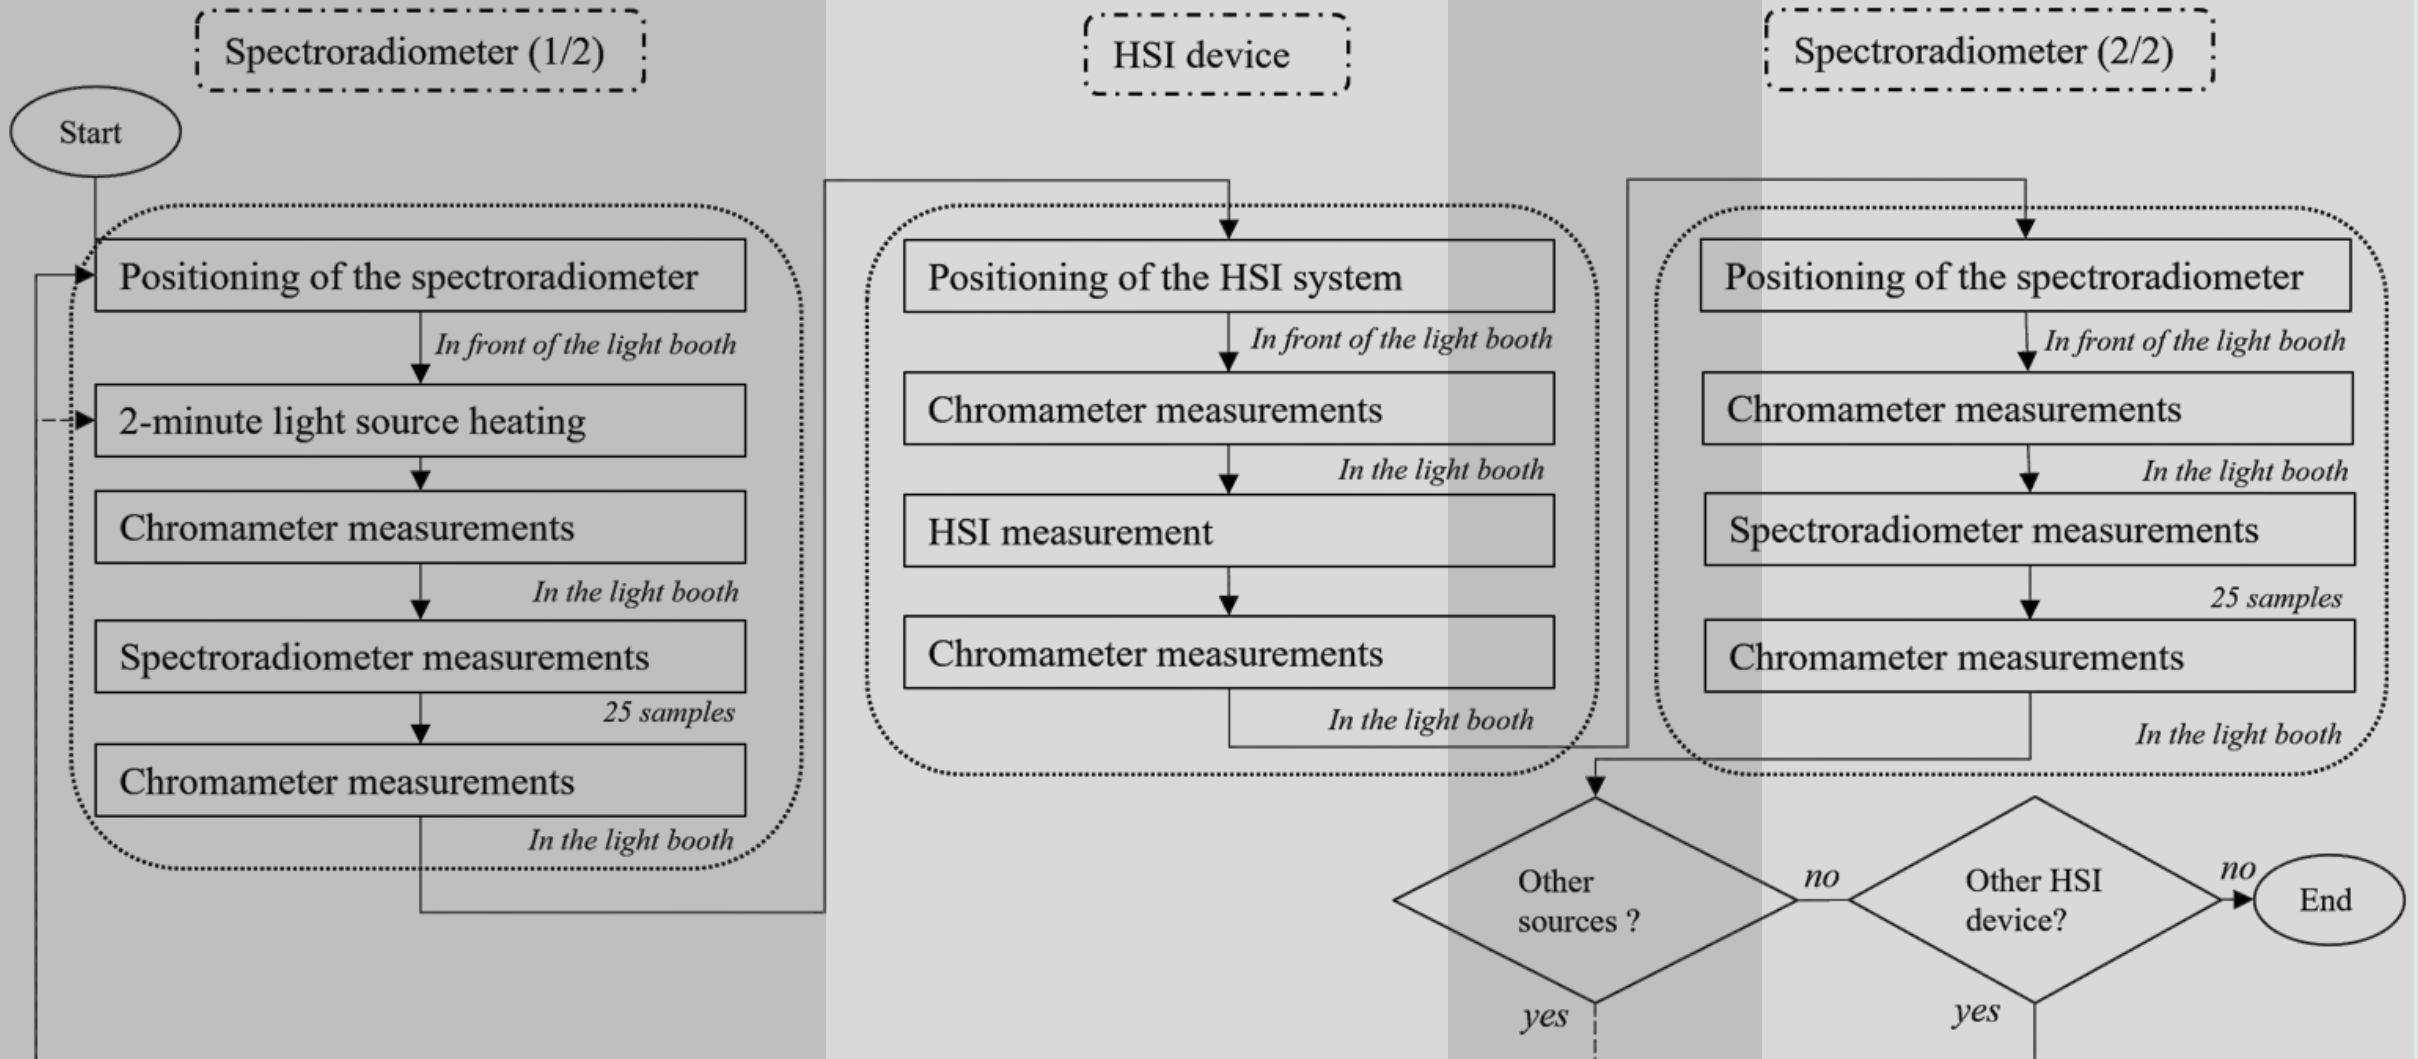 Spectroradiometer (1/2)
HSI device
Spectroradiometer (2/2)
Start
Positioning of the spectroradiometer
In front of the light booth
2-minute light source heating
Chromameter measurements
In the light booth
Spectroradiometer measurements
25 samples
Chromameter measurements
In the light booth
Positioning of the HSI system
In front of the light booth
Chromameter measurements
In the light booth
HSI measurement
Chromameter measurements
In the light booth
Positioning of the spectroradiometer
In front of the light booth
Chromameter measurements
In the light booth
Spectroradiometer measurements
25 samples
Chromameter measurements
In the light booth
Other
sources ?
no
yes
Other HSI
device?
no
yes
End